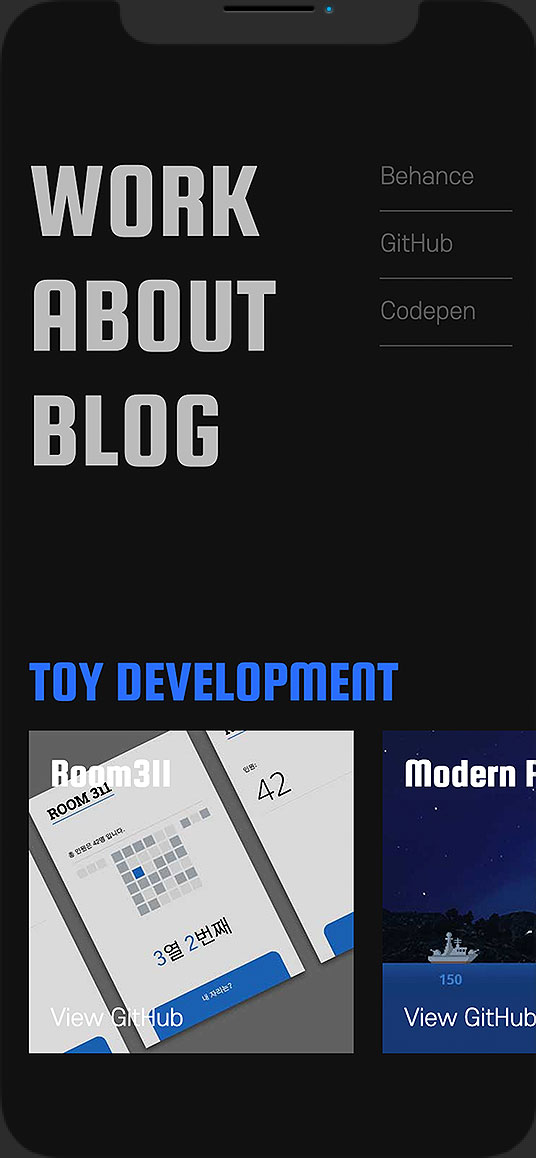 WORK
ABOUT
BLOG
Behance
GitHub
Codepen
TOY DEVELOPMENT
Room311
ROOM 311
총 인원은 42명 입니다.
3열 2번째
내 자리는?
인원:
42
View GitHub
Modern
150
View GitHub